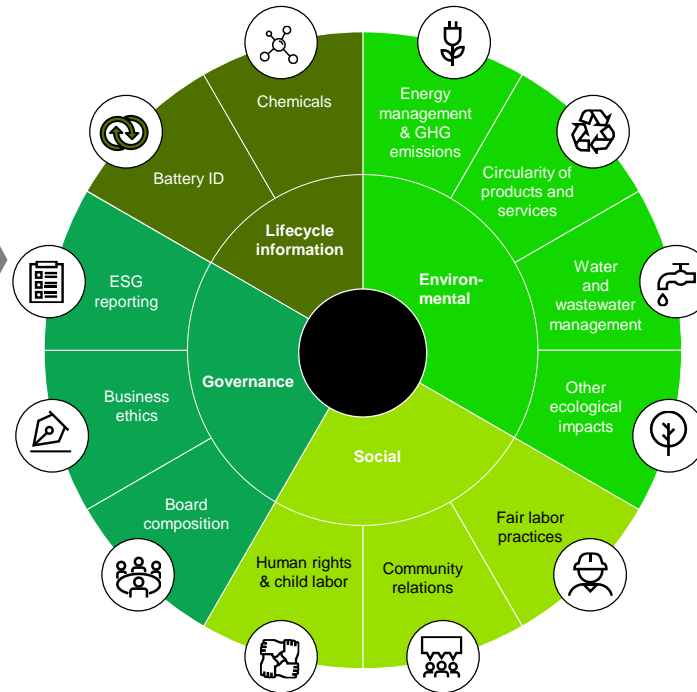 Chemicals
Energy
management
& GHG
emissions
Battery ID
Circularity of
products and
services
Lifecycle
information
ESG
reporting
Environ-
mental
Water
and
wastewater
management
Governance
Business
ethics
Other
ecological
impacts
Social
Board
composition
Fair labor
practices
Human rights
& child labor
Community
relations